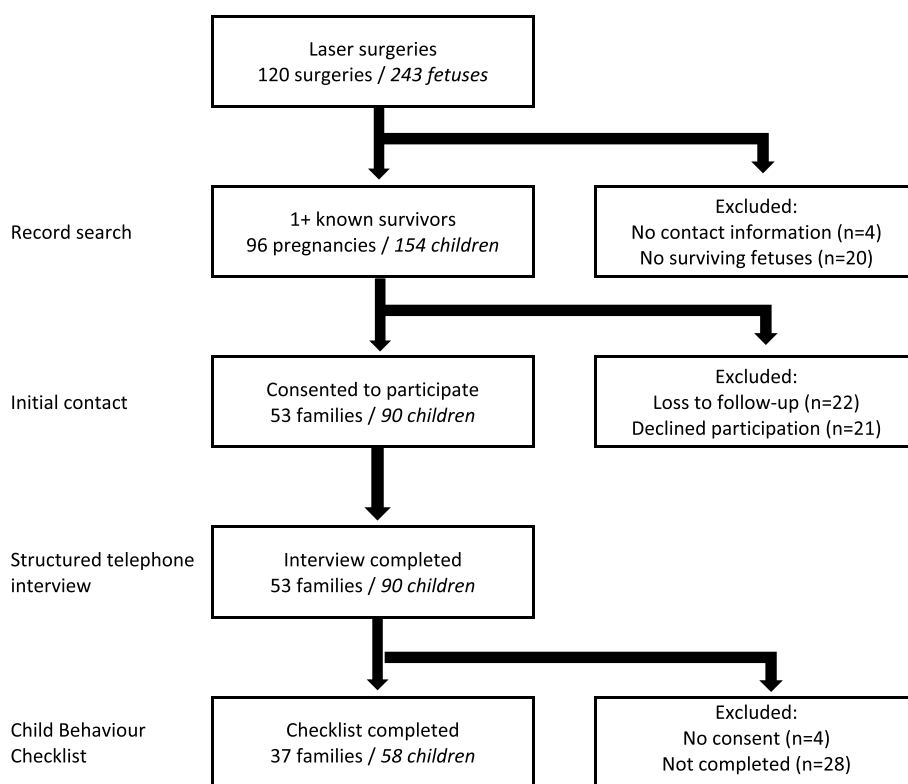 Laser surgeries
120 surgeries / 243 fetuses
Record search
1+ known survivors
96 pregnancies / 154 children
Excluded:
No contact information (n=4)
No surviving fetuses (n=20)
Initial contact
Consented to participate
53 families / 90 children
Excluded:
Loss to follow-up (n=22)
Declined participation (n=21)
Structured telephone
interview
Interview completed
53 families / 90 children
Child Behaviour
Checklist
Checklist completed
37 families / 58 children
Excluded:
No consent (n=4)
Not completed (n=28)